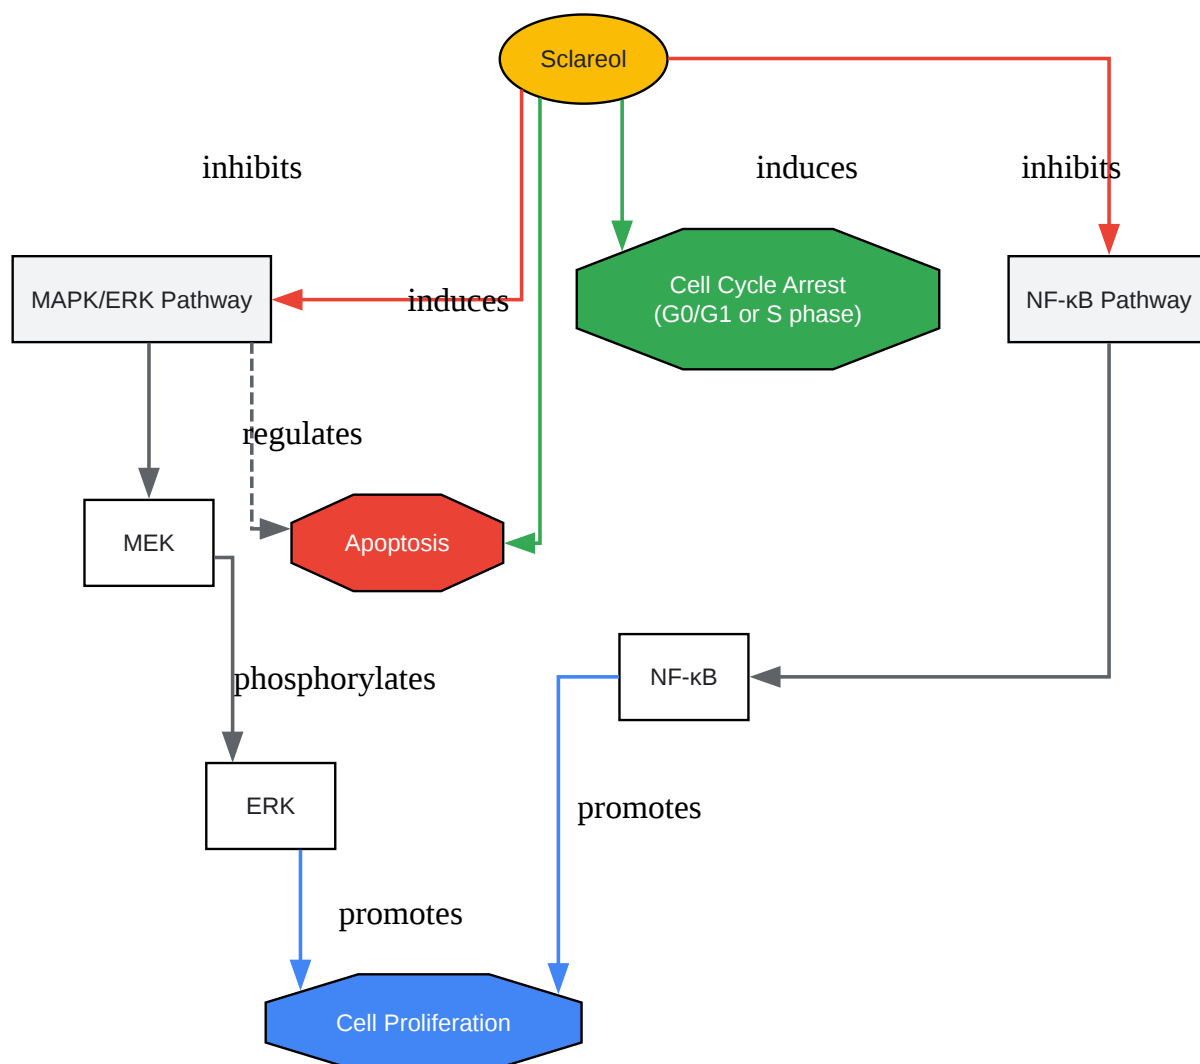 Sclareol
inhibits
induces
inhibits
Cell Cycle Arrest
(G0/G1 or S phase)
MAPK/ERK Pathway
induces
NF-κB Pathway
regulates
MEK
Apoptosis
phosphorylates
NF-κB
ERK
promotes
promotes
Cell Proliferation